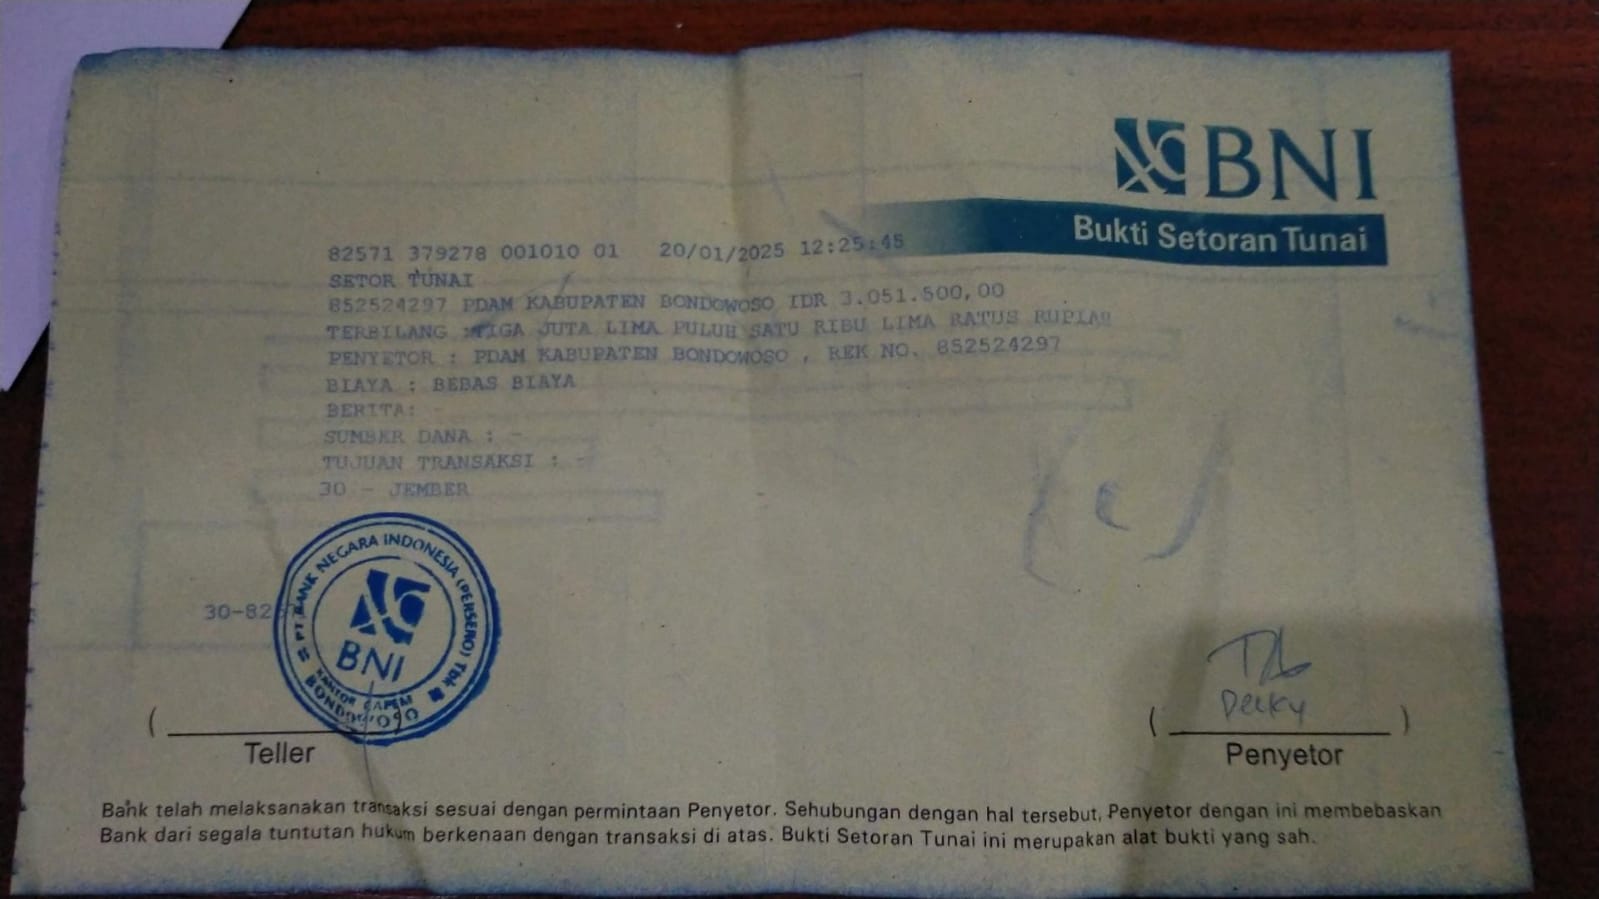 BNI
Bukti Setoran Tunai
82571 379278 001010 01 20/01/2025 12:25:45
SETOR TUNAI
852524297 PDAM KABUPATEN BONDOWOSO IDR 3.051.500,00
TERBILANG :TIGA JUTA LIMA PULUH SATU RIBU LIMA RATUS RUPIAH
PENYETOR : PDAM KABUPATEN BONDOWOSO , REK NO. 852524297
BIAYA : BEBAS BIAYA
BERITA: -
SUMBER DANA : -
TUJUAN TRANSAKSI : -
30 - JEMBER
PT BANK NEGARA INDONESIA (PERSERO) Tbk
BNI
KANTOR CAPEM
BONDOWOSO
( )
Teller
( )
Penyetor
Bank telah melaksanakan transaksi sesuai dengan permintaan Penyetor. Sehubungan dengan hal tersebut, Penyetor dengan ini membebaskan
Bank dari segala tuntutan hukum berkenaan dengan transaksi di atas. Bukti Setoran Tunai ini merupakan alat bukti yang sah.